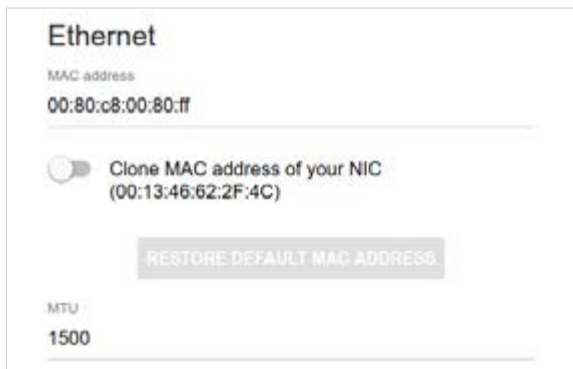 Ethernet
MAC address
00:80:c8:00:80:ff
Clone MAC address of your NIC
(00:13:46:62:2F:4C)
RESTORE DEFAULT MAC ADDRESS
MTU
1500